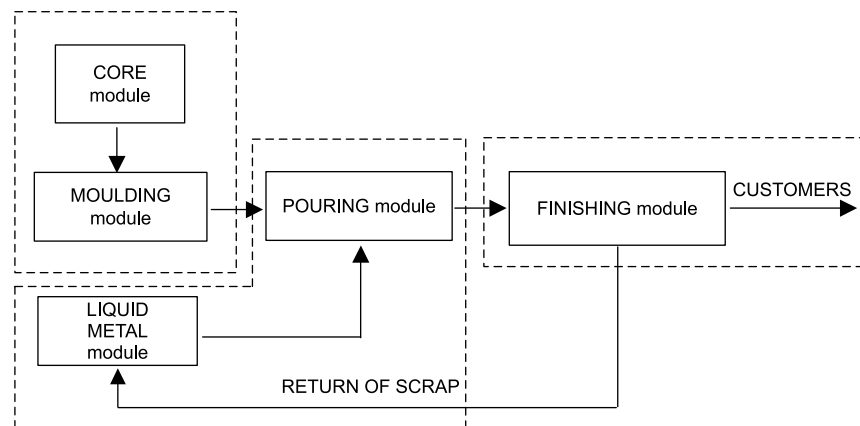 CORE
module
MOULDING
module
POURING module
FINISHING module
CUSTOMERS
LIQUID
METAL
module
RETURN OF SCRAP